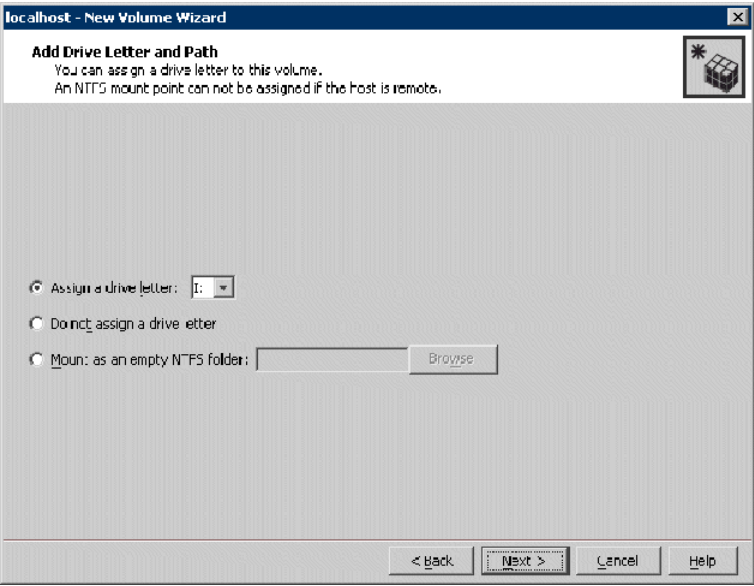 localhost - New Volume Wizard
Add Drive Letter and Path
You can assign a drive letter to this volume.
An NTFS mount point can not be assigned if the host is remote.
Assign a drive letter: I:
Do not assign a drive letter
Mount as an empty NTFS folder: Browse
< Back Next > Cancel Help